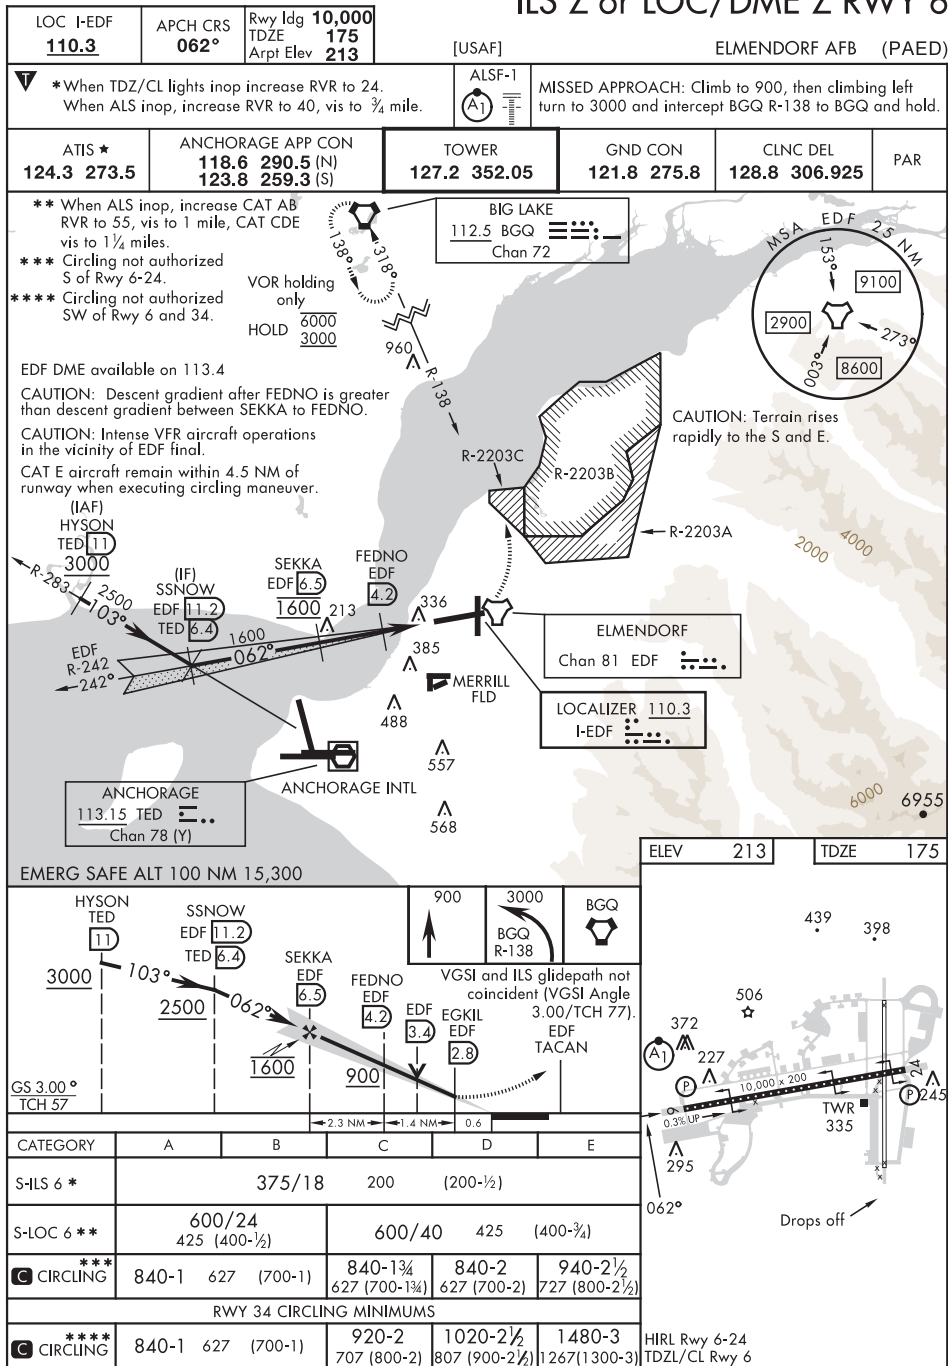 ILS Z or LOC/DME Z RWY 6
LOC I-EDF
110.3
APCH CRS
062°
Rwy ldg 10,000
TDZE 175
Arpt Elev 213
[USAF]
ELMENDORF AFB (PAED)
T
*When TDZ/CL lights inop increase RVR to 24.
When ALS inop, increase RVR to 40, vis to ¾ mile.
ALSF-1
A1
MISSED APPROACH: Climb to 900, then climbing left
turn to 3000 and intercept BGQ R-138 to BGQ and hold.
ATIS ★
124.3 273.5
ANCHORAGE APP CON
118.6 290.5 (N)
123.8 259.3 (S)
TOWER
127.2 352.05
GND CON
121.8 275.8
CLNC DEL
128.8 306.925
PAR
** When ALS inop, increase CAT AB
RVR to 55, vis to 1 mile, CAT CDE
vis to 1¼ miles.
*** Circling not authorized
S of Rwy 6-24.
**** Circling not authorized
SW of Rwy 6 and 34.
VOR holding
only
HOLD 6000
3000
EDF DME available on 113.4
CAUTION: Descent gradient after FEDNO is greater
than descent gradient between SEKKA to FEDNO.
CAUTION: Intense VFR aircraft operations
in the vicinity of EDF final.
CAT E aircraft remain within 4.5 NM of
runway when executing circling maneuver.
138°
318°
BIG LAKE
112.5 BGQ
Chan 72
960
R-138
MSA EDF 25 NM
153°
9100
2900
273°
003°
8600
CAUTION: Terrain rises
rapidly to the S and E.
R-2203C
R-2203B
R-2203A
2000
4000
(IAF)
HYSON
TED 11
3000
R-283
2500
103°
(IF)
SSNOW
EDF 11.2
TED 6.4
SEKKA
EDF 6.5
1600
213
FEDNO
EDF
4.2
336
1600
062°
EDF
R-242
242°
385
MERRILL
FLD
488
557
568
ELMENDORF
Chan 81 EDF
LOCALIZER 110.3
I-EDF
ANCHORAGE INTL
ANCHORAGE
113.15 TED
Chan 78 (Y)
6000
6955
EMERG SAFE ALT 100 NM 15,300
ELEV 213
TDZE 175
HYSON
TED
11
3000
103°
SSNOW
EDF 11.2
TED 6.4
2500
062°
SEKKA
EDF
6.5
1600
FEDNO
EDF
4.2
900
EDF
3.4
EGKIL
EDF
2.8
EDF
TACAN
900
3000
BGQ
R-138
BGQ
VGSI and ILS glidepath not
coincident (VGSI Angle
3.00/TCH 77).
GS 3.00°
TCH 57
2.3 NM
1.4 NM
0.6
439
398
506
372
A1
227
P
10,000 x 200
24
P
245
6
0.3% UP
TWR
335
295
062°
Drops off
CATEGORY A B C D E
S-ILS 6 * 375/18 200 (200-½)
S-LOC 6 ** 600/24
425 (400-½)
600/40 425 (400-¾)
C CIRCLING *** 840-1 627 (700-1)
840-1¾
627 (700-1¾)
840-2
627 (700-2)
940-2½
727 (800-2½)
RWY 34 CIRCLING MINIMUMS
C CIRCLING **** 840-1 627 (700-1)
920-2
707 (800-2)
1020-2½
807 (900-2½)
1480-3
1267(1300-3)
HIRL Rwy 6-24
TDZL/CL Rwy 6